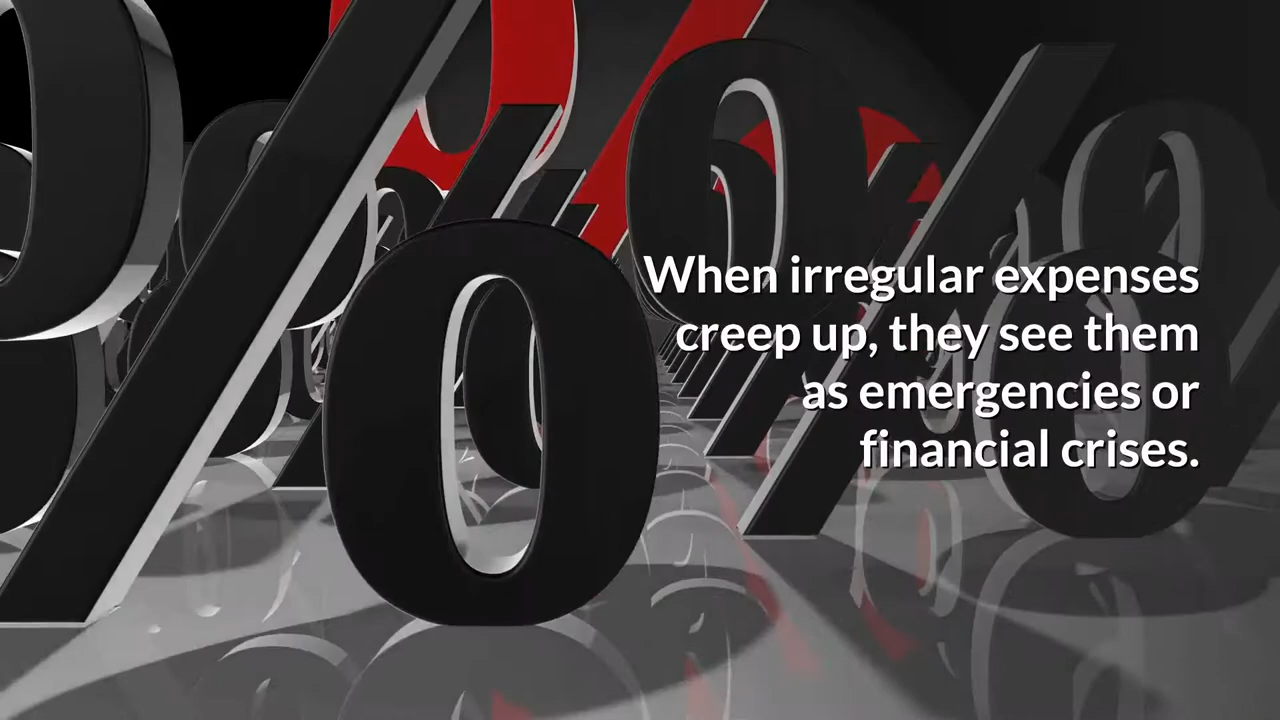 When irregular expenses
creep up, they see them
as emergencies or
financial crises.